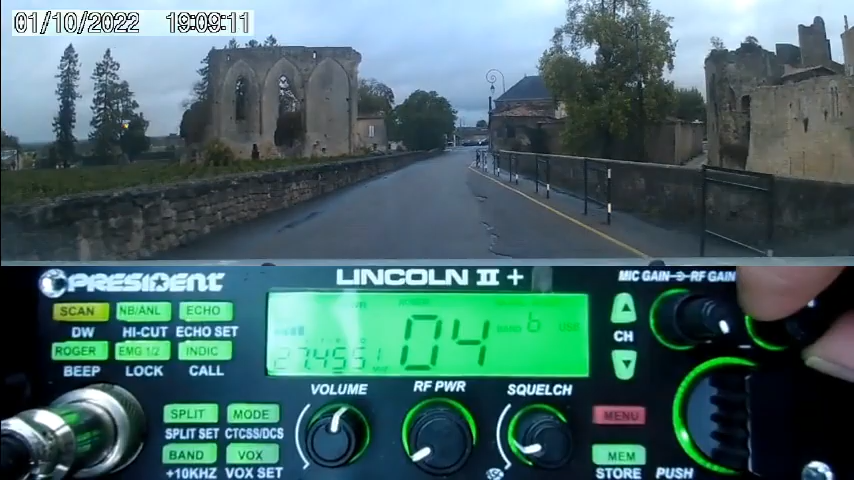 01/10/2022 19:09:11
PRESIDENT LINCOLN II + MIC GAIN RF GAIN
SCAN NB/ANL ECHO
DW HI-CUT ECHO SET
ROGER EMG 1/2 INDIC
BEEP LOCK CALL
04 BAND b USB
27.4551
CH
VOLUME RF PWR SQUELCH
SPLIT MODE MENU
SPLIT SET CTCSS/DCS
BAND VOX MEM
+10KHZ VOX SET STORE PUSH